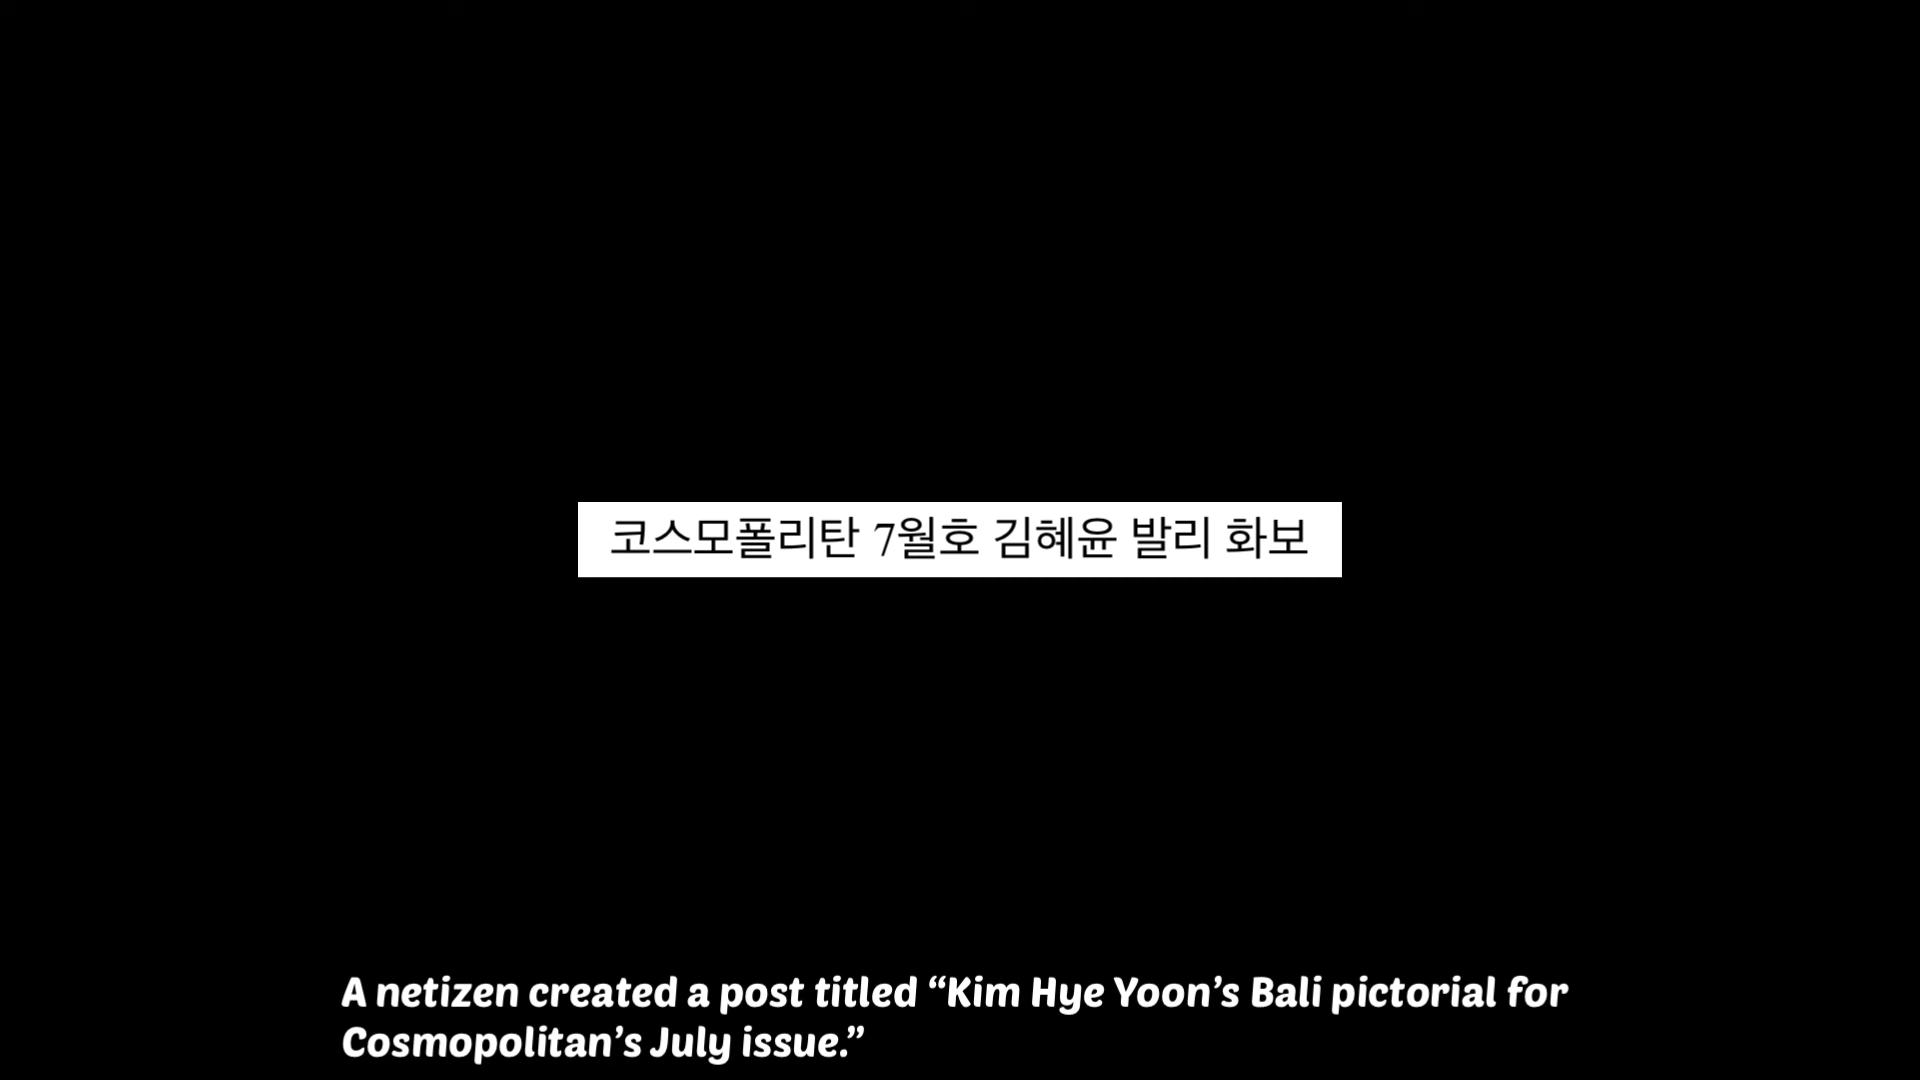 코스모폴리탄 7월호 김혜윤 발리 화보
A netizen created a post titled “Kim Hye Yoon’s Bali pictorial for
Cosmopolitan’s July issue.”